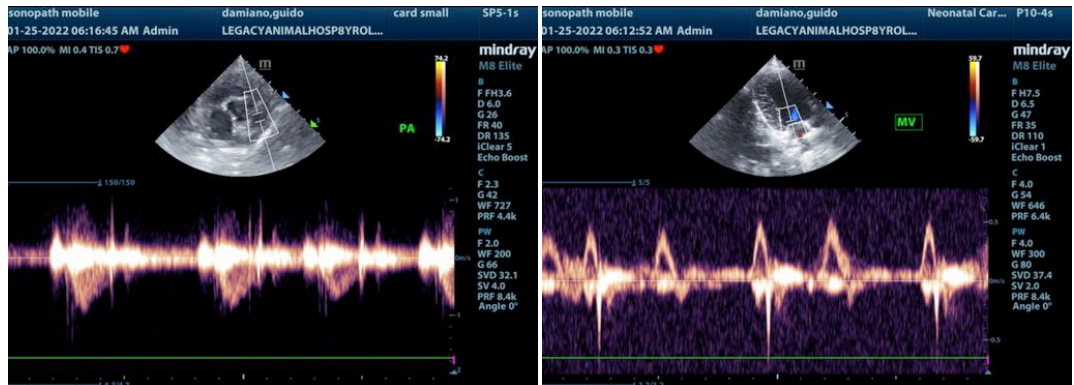 sonopath mobile
damiano,guido
card small
SP5-1s
01-25-2022 06:16:45 AM Admin
LEGACYANIMALHOSP8YROL...
AP 100.0% MI 0.4 TIS 0.7
mindray
M8 Elite
m
74.2
-74.2
5
PA
B
F FH3.6
D 6.0
G 26
FR 40
DR 135
iClear 5
Echo Boost
150/150
C
F 2.3
G 42
WF 727
PRF 4.4k
PW
F 2.0
WF 200
G 66
SVD 32.1
SV 4.0
PRF 8.4k
Angle 0°
1
0m/s
-1
-2
sonopath mobile
damiano,guido
Neonatal Car...
P10-4s
01-25-2022 06:12:52 AM Admin
LEGACYANIMALHOSP8YROL...
AP 100.0% MI 0.3 TIS 0.3
mindray
M8 Elite
m
59.7
-59.7
5
MV
B
F H7.5
D 6.5
G 47
FR 35
DR 110
iClear 1
Echo Boost
5/5
C
F 4.0
G 54
WF 646
PRF 6.4k
PW
F 4.0
WF 300
G 80
SVD 37.4
SV 2.0
PRF 8.4k
Angle 0°
0.5
0m/s
-0.5